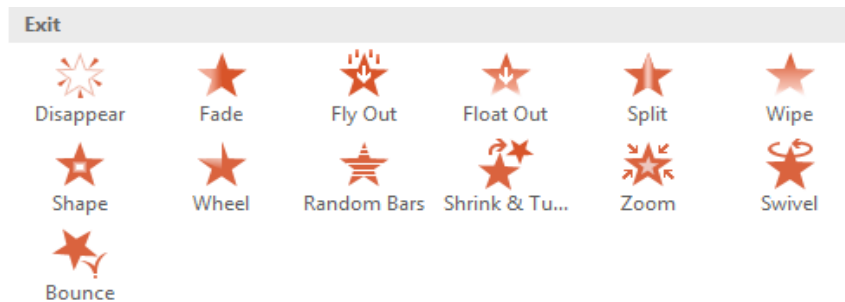 Exit
Disappear Fade Fly Out Float Out Split Wipe
Shape Wheel Random Bars Shrink & Tu... Zoom Swivel
Bounce